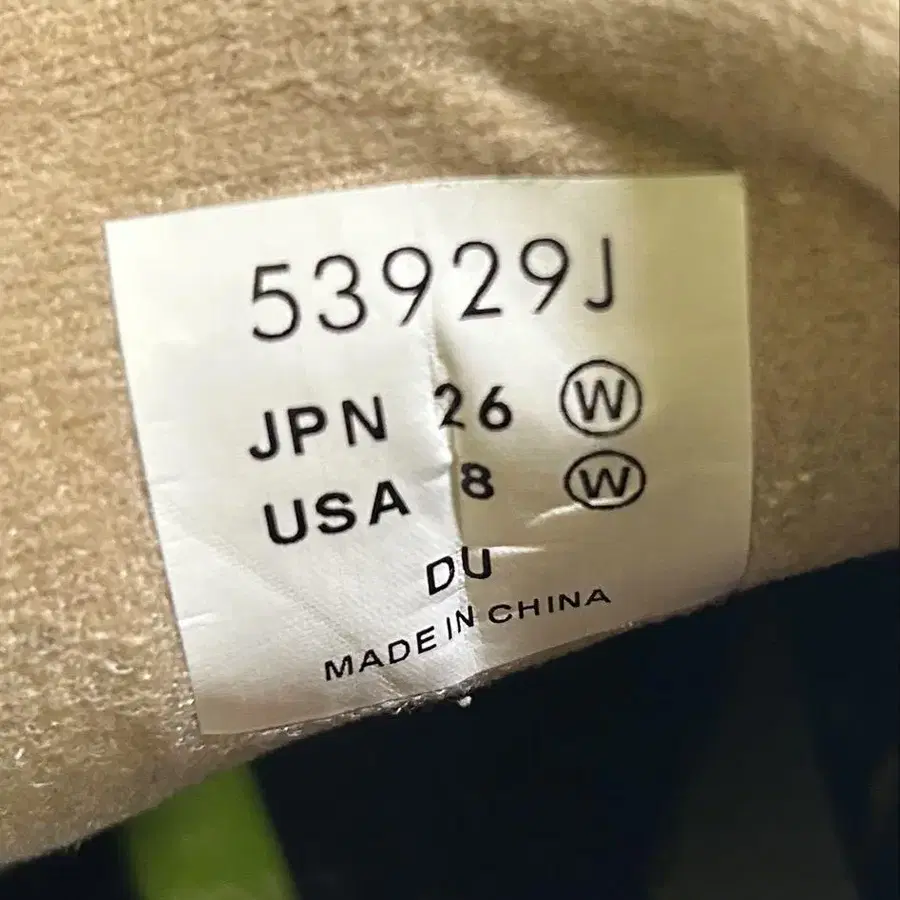 53929J
JPN 26 Ⓦ
USA 8 Ⓦ
DU
MADE IN CHINA